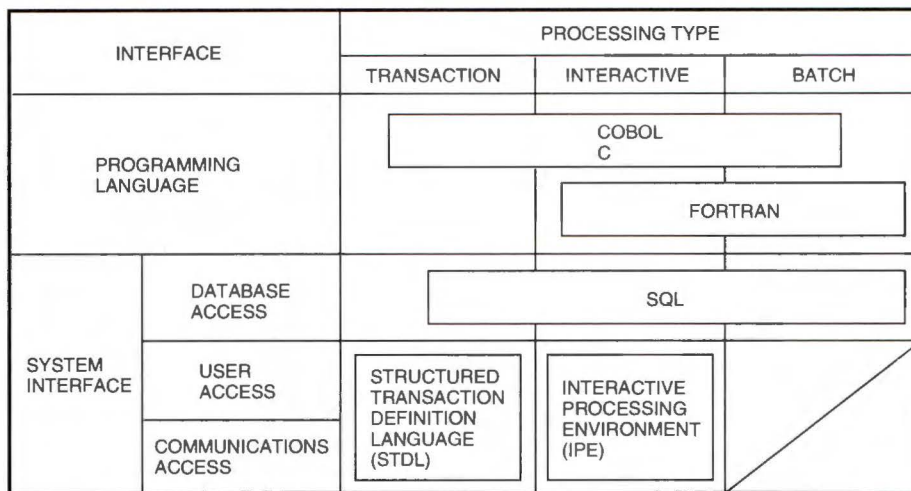 INTERFACE
PROCESSING TYPE
TRANSACTION
INTERACTIVE
BATCH
PROGRAMMING
LANGUAGE
COBOL
C
FORTRAN
SYSTEM
INTERFACE
DATABASE
ACCESS
SQL
USER
ACCESS
COMMUNICATIONS
ACCESS
STRUCTURED
TRANSACTION
DEFINITION
LANGUAGE
(STDL)
INTERACTIVE
PROCESSING
ENVIRONMENT
(IPE)